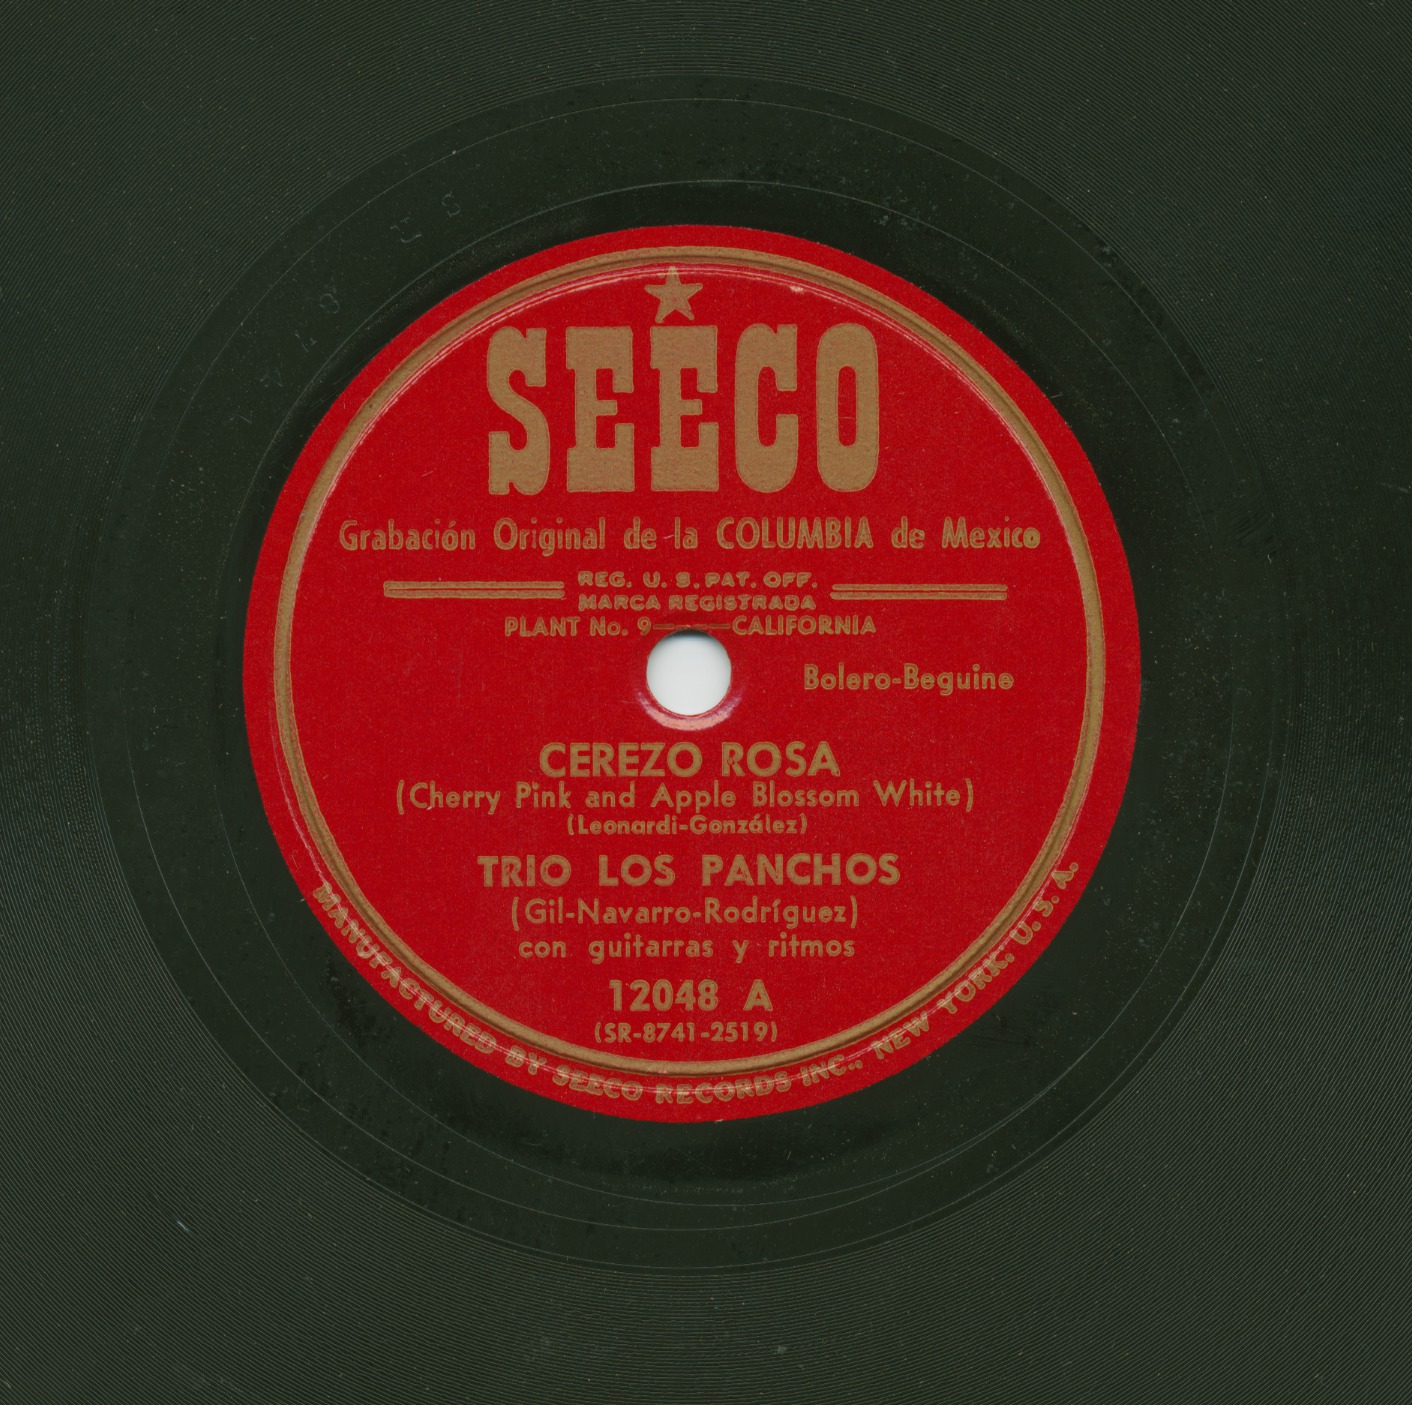 SEECO
Grabación Original de la COLUMBIA de Mexico
REG. U. S. PAT. OFF.
MARCA REGISTRADA
PLANT No. 9 — CALIFORNIA
Bolero-Beguine
CEREZO ROSA
(Cherry Pink and Apple Blossom White)
(Leonardi-González)
TRIO LOS PANCHOS
(Gil-Navarro-Rodríguez)
con guitarras y ritmos
12048 A
(SR-8741-2519)
MANUFACTURED BY SEECO RECORDS INC., NEW YORK, U. S. A.